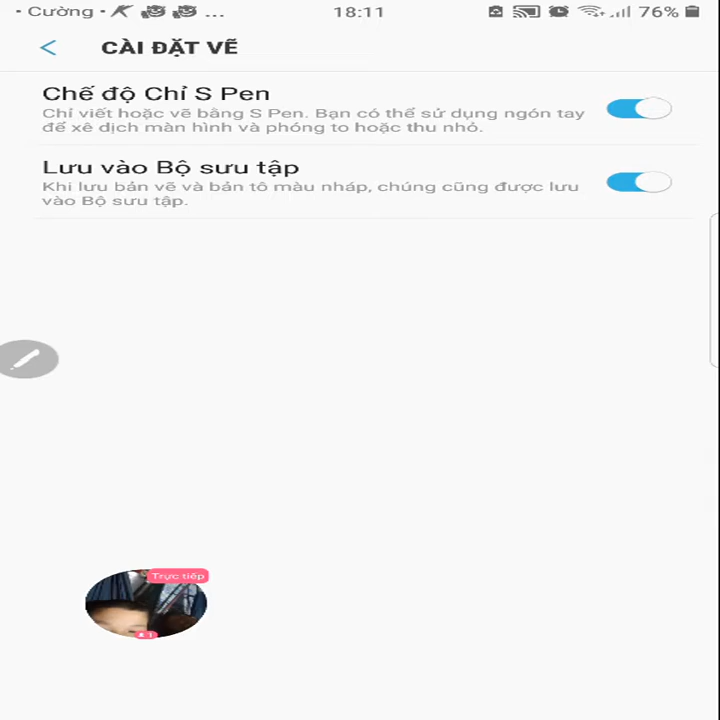 • Cường • ... 18:11 76%
CÀI ĐẶT VẼ
Chế độ Chỉ S Pen
Chỉ viết hoặc vẽ bằng S Pen. Bạn có thể sử dụng ngón tay
để xê dịch màn hình và phóng to hoặc thu nhỏ.
Lưu vào Bộ sưu tập
Khi lưu bản vẽ và bản tô màu nháp, chúng cũng được lưu
vào Bộ sưu tập.
Trực tiếp
1